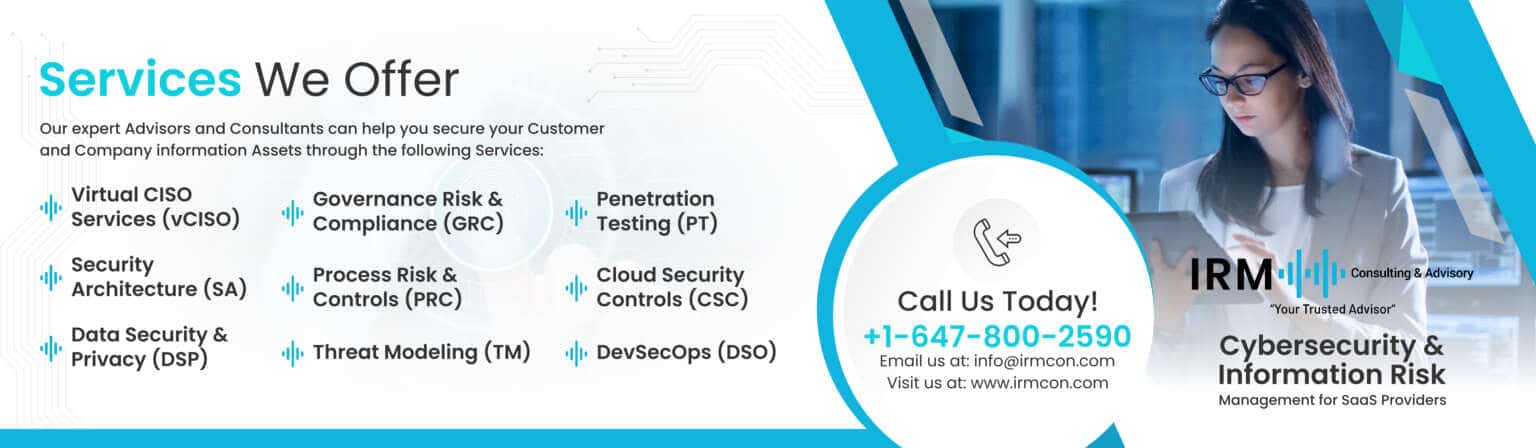 Services We Offer
Our expert Advisors and Consultants can help you secure your Customer
and Company information Assets through the following Services:
Virtual CISO
Services (vCISO)
Security
Architecture (SA)
Data Security &
Privacy (DSP)
Governance Risk &
Compliance (GRC)
Process Risk &
Controls (PRC)
Threat Modeling (TM)
Penetration
Testing (PT)
Cloud Security
Controls (CSC)
DevSecOps (DSO)
Call Us Today!
+1-647-800-2590
Email us at: info@irmcon.com
Visit us at: www.irmcon.com
IRM Consulting & Advisory
"Your Trusted Advisor"
Cybersecurity &
Information Risk
Management for SaaS Providers